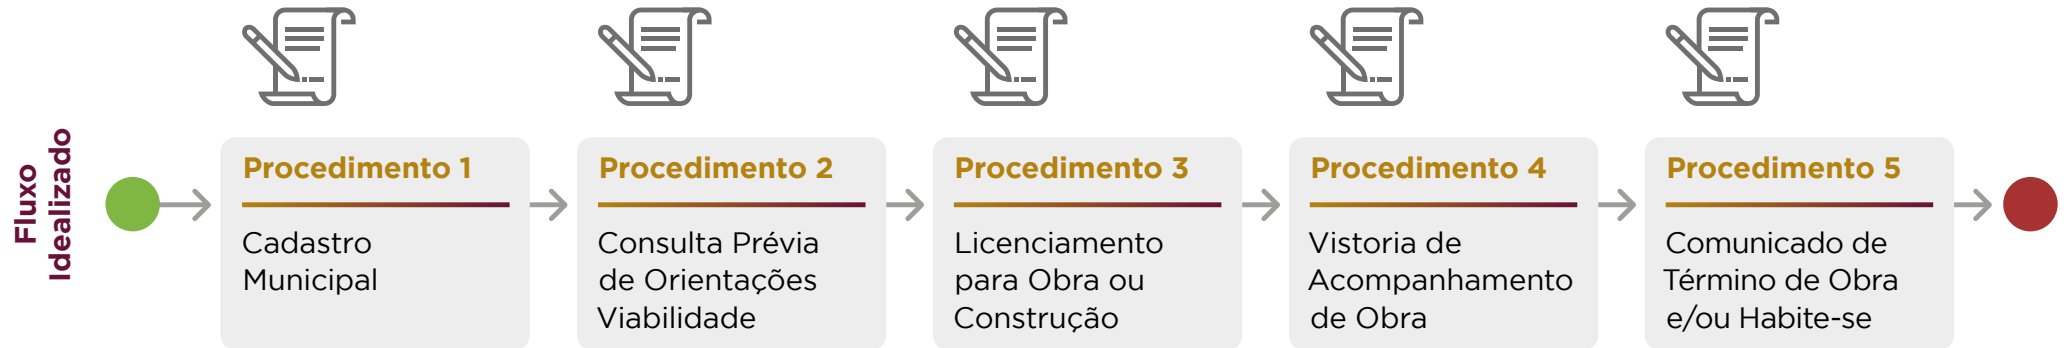 Fluxo
Idealizado
Procedimento 1
Cadastro
Municipal
Procedimento 2
Consulta Prévia
de Orientações
Viabilidade
Procedimento 3
Licenciamento
para Obra ou
Construção
Procedimento 4
Vistoria de
Acompanhamento
de Obra
Procedimento 5
Comunicado de
Término de Obra
e/ou Habite-se